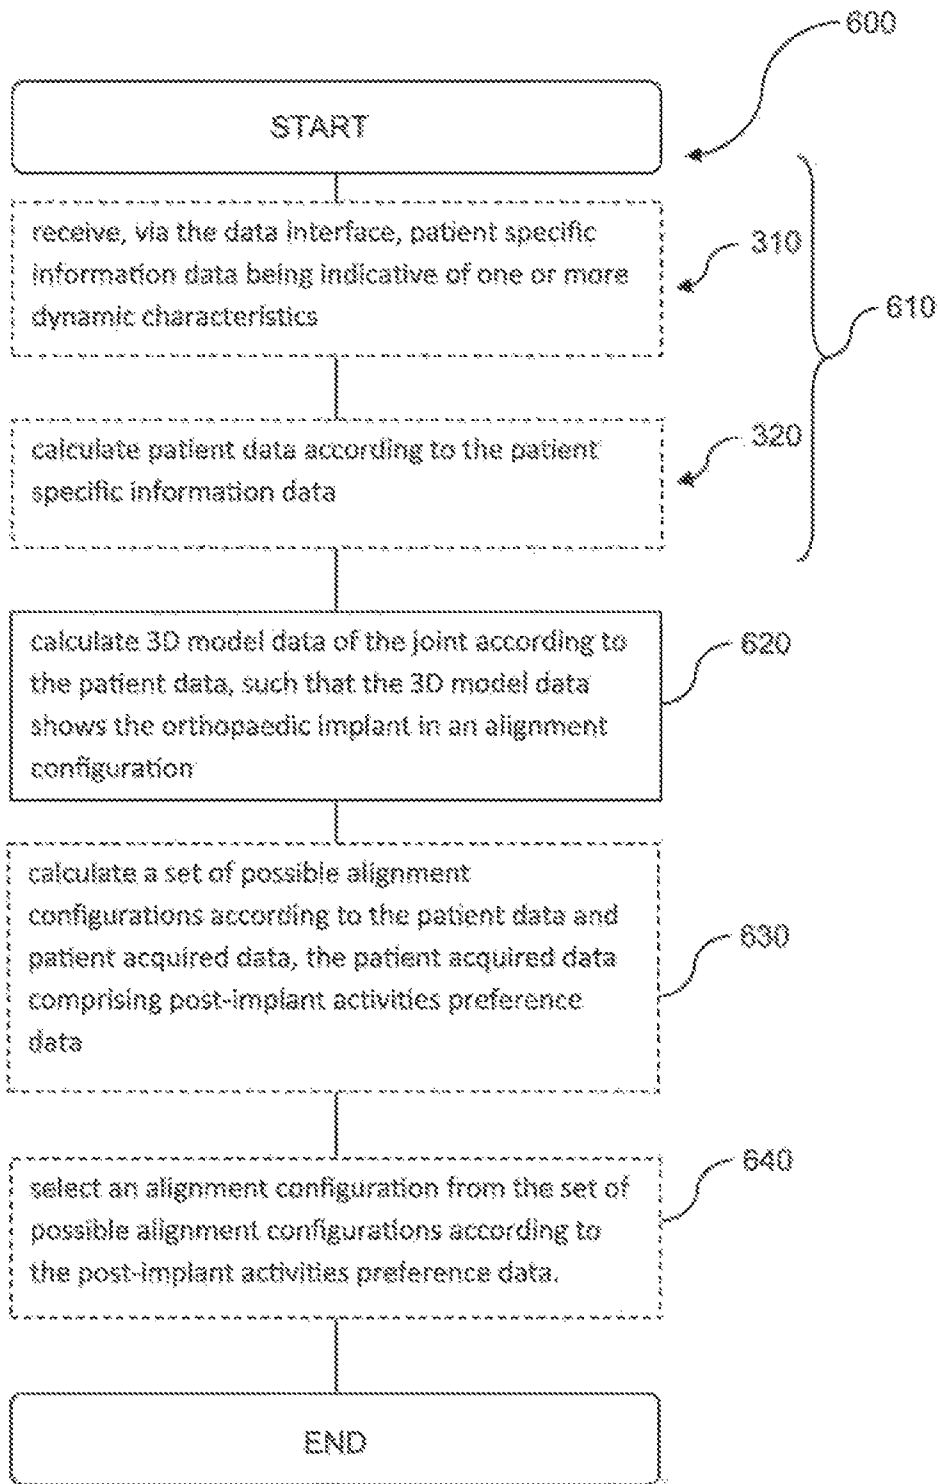 600
START
receive, via the data interface, patient specific
information data being indicative of one or more
dynamic characteristics
310
610
calculate patient data according to the patient
specific information data
320
calculate 3D model data of the joint according to
the patient data, such that the 3D model data
shows the orthopaedic implant in an alignment
configuration
620
calculate a set of possible alignment
configurations according to the patient data and
patient acquired data, the patient acquired data
comprising post-implant activities preference
data
630
select an alignment configuration from the set of
possible alignment configurations according to
the post-implant activities preference data.
640
END